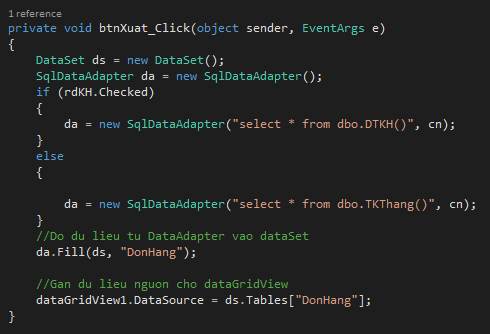 1 reference
private void btnXuat_Click(object sender, EventArgs e)
{
DataSet ds = new DataSet();
SqlDataAdapter da = new SqlDataAdapter();
if (rdKH.Checked)
{
da = new SqlDataAdapter("select * from dbo.DTKH()", cn);
}
else
{
da = new SqlDataAdapter("select * from dbo.TKThang()", cn);
}
//Do du lieu tu DataAdapter vao dataSet
da.Fill(ds, "DonHang");
//Gan du lieu nguon cho dataGridView
dataGridView1.DataSource = ds.Tables["DonHang"];
}